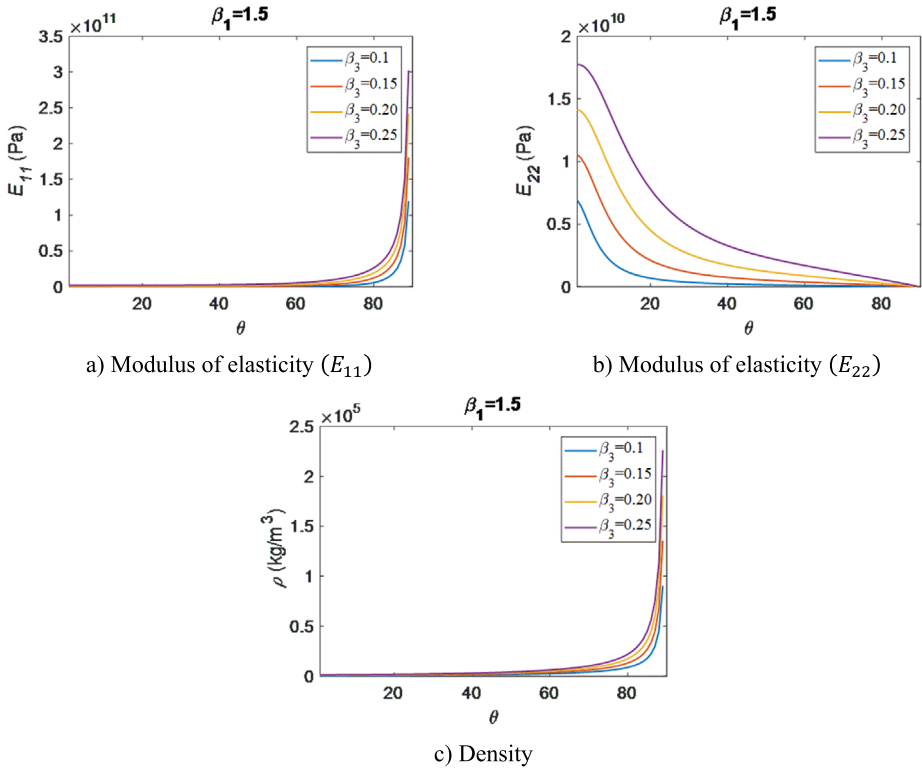 β1=1.5
×10^11
3.5
3
2.5
2
1.5
1
0.5
0
20
40
60
80
θ
E11 (Pa)
β3=0.1
β3=0.15
β3=0.20
β3=0.25
a) Modulus of elasticity (E11)
β1=1.5
×10^10
2
1.5
1
0.5
0
20
40
60
80
θ
E22 (Pa)
β3=0.1
β3=0.15
β3=0.20
β3=0.25
b) Modulus of elasticity (E22)
β1=1.5
×10^5
2.5
2
1.5
1
0.5
0
20
40
60
80
θ
ρ (kg/m^3)
β3=0.1
β3=0.15
β3=0.20
β3=0.25
c) Density